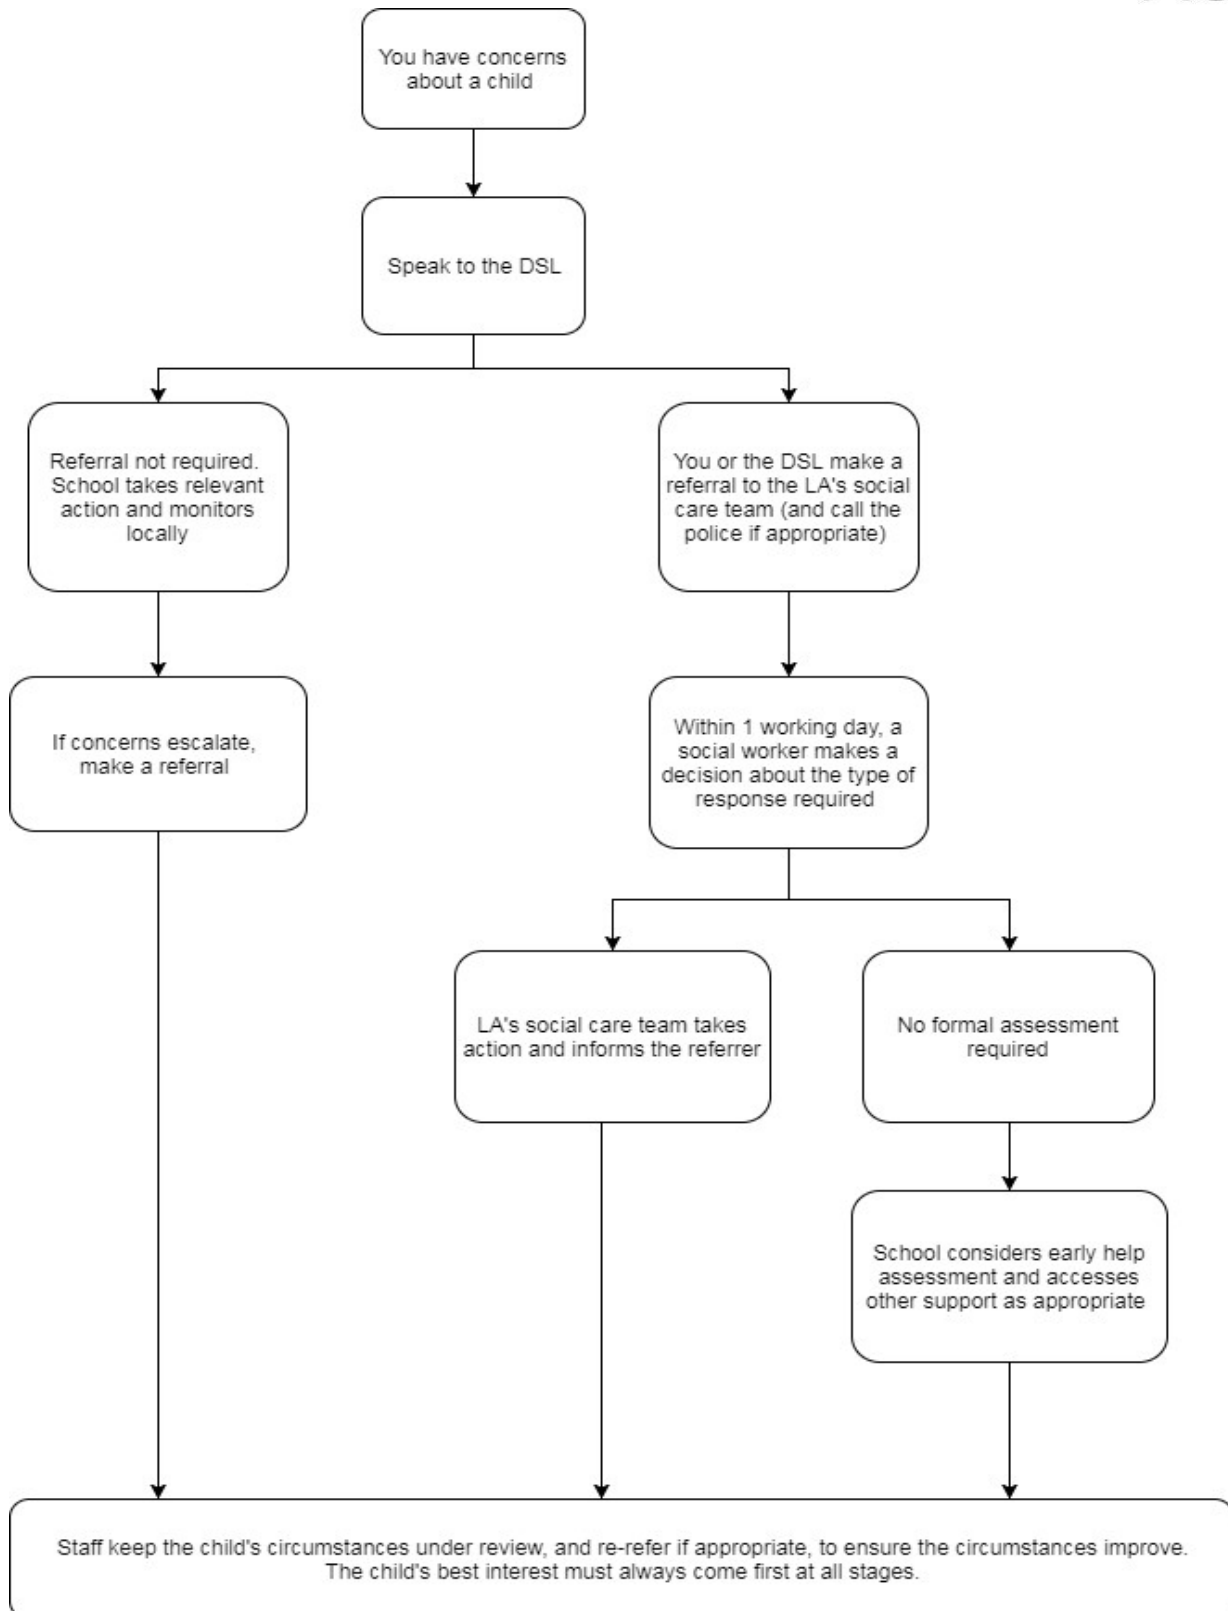 You have concerns
about a child
Speak to the DSL
Referral not required.
School takes relevant
action and monitors
locally
You or the DSL make a
referral to the LA's social
care team (and call the
police if appropriate)
If concerns escalate,
make a referral
Within 1 working day, a
social worker makes a
decision about the type of
response required
LA's social care team takes
action and informs the referrer
No formal assessment
required
School considers early help
assessment and accesses
other support as appropriate
Staff keep the child's circumstances under review, and re-refer if appropriate, to ensure the circumstances improve.
The child's best interest must always come first at all stages.